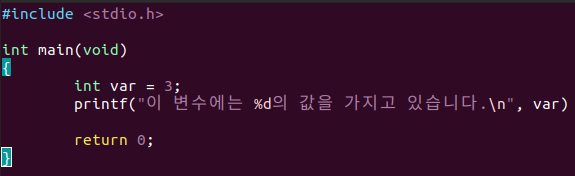 #include <stdio.h>
int main(void)
{
int var = 3;
printf("이 변수에는 %d의 값을 가지고 있습니다.\n", var)
return 0;
}